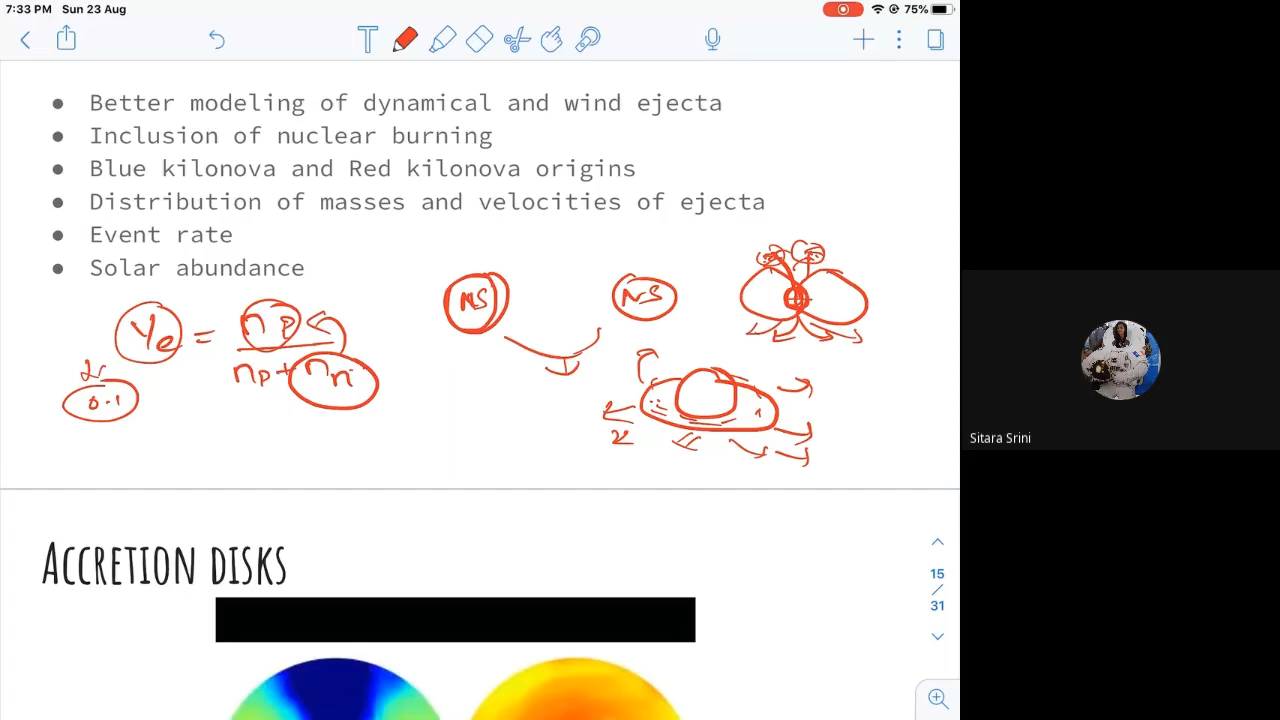 7:33 PM Sun 23 Aug 75%
T
Better modeling of dynamical and wind ejecta
Inclusion of nuclear burning
Blue kilonova and Red kilonova origins
Distribution of masses and velocities of ejecta
Event rate
Solar abundance
NS NS
Ye = np
np + nn
0.1
Sitara Srini
ACCRETION DISKS
15
/
31